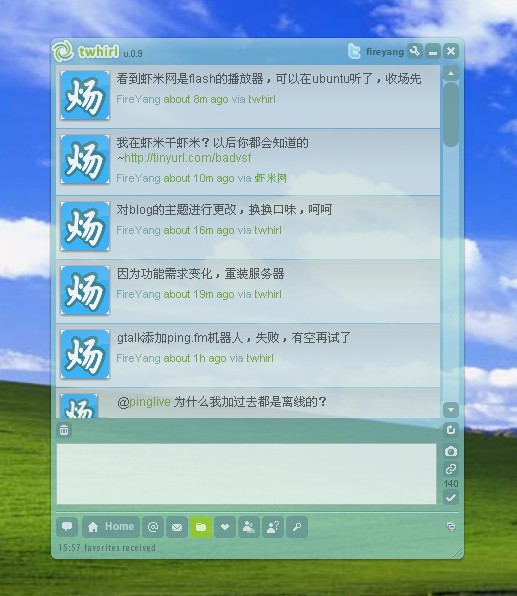 twhirl v.0.9
fireyang
炀
看到虾米网是flash的播放器，可以在ubuntu听了，收场先
FireYang about 8m ago via twhirl
炀
我在虾米干虾米？以后你都会知道的
~http://tinyurl.com/badvsf
FireYang about 10m ago via 虾米网
炀
对blog的主题进行更改，换换口味，呵呵
FireYang about 16m ago via twhirl
炀
因为功能需求变化，重装服务器
FireYang about 19m ago via twhirl
炀
gtalk添加ping.fm机器人，失败，有空再试了
FireYang about 1h ago via twhirl
炀
@pinglive 为什么我加过去都是离线的？
140
Home
15:57 favorites received